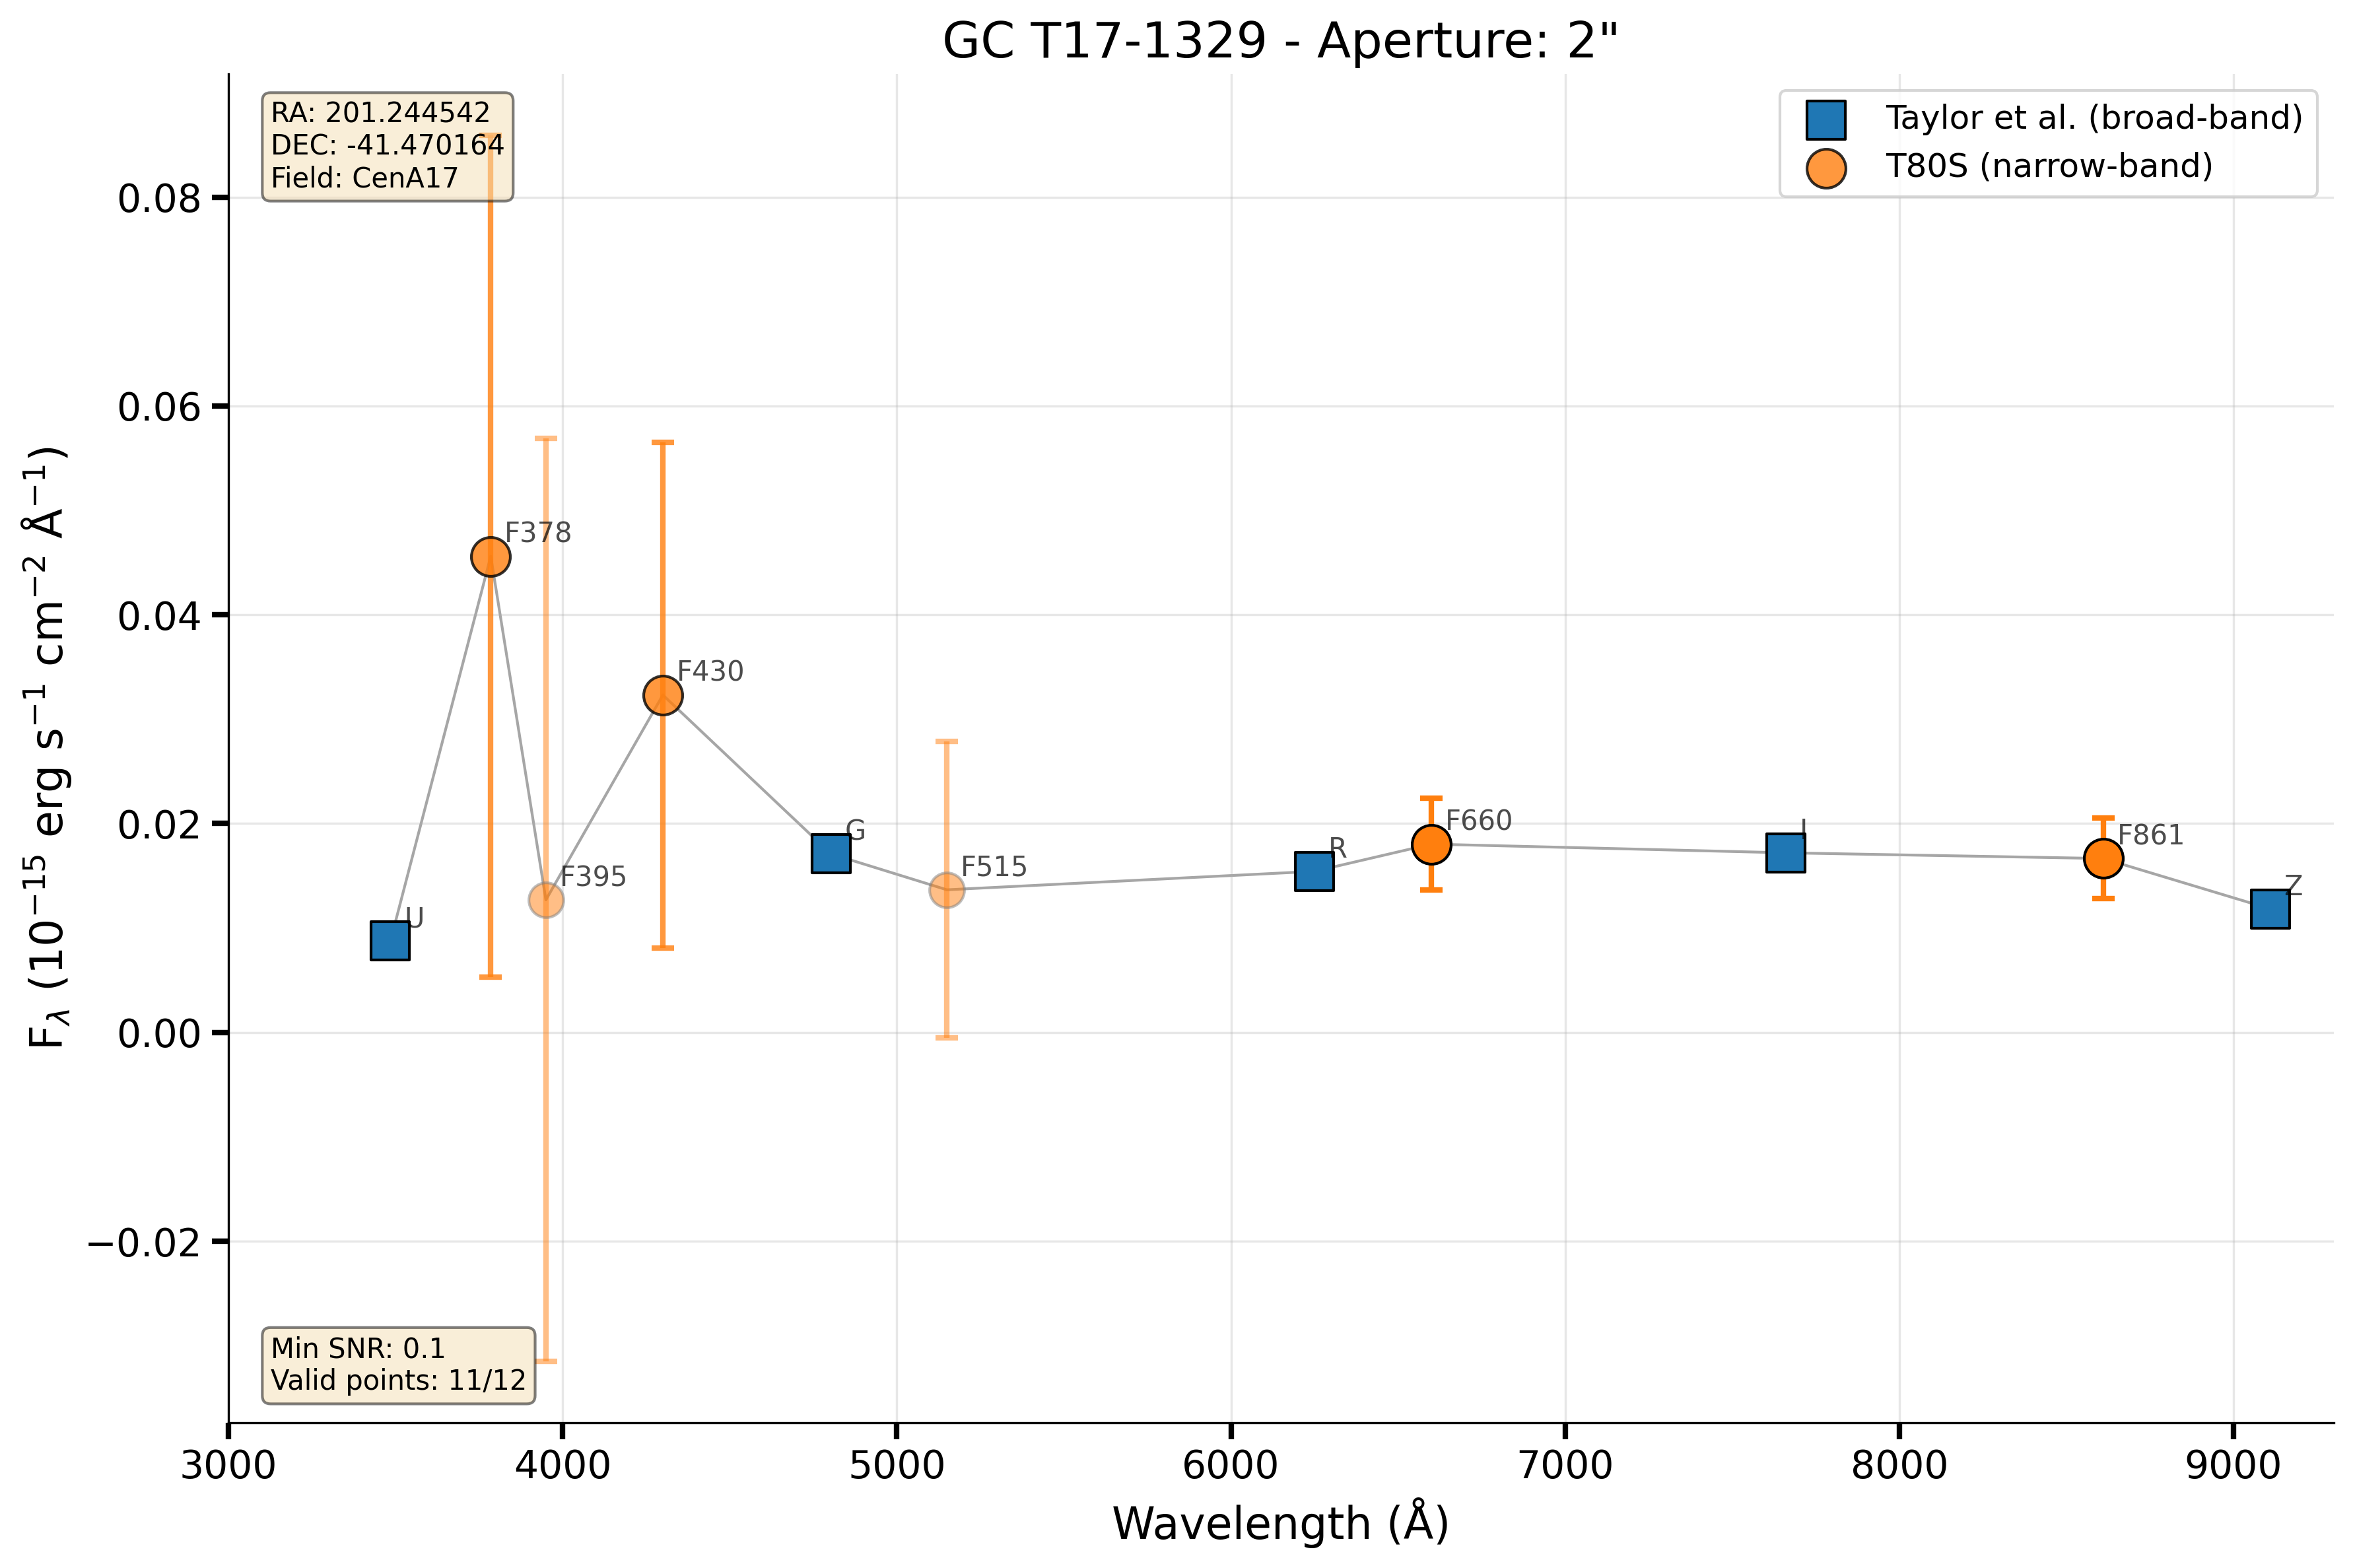 GC T17-1329 - Aperture: 2"
RA: 201.244542
DEC: -41.470164
Field: CenA17
Taylor et al. (broad-band)
T80S (narrow-band)
0.08
0.06
0.04
0.02
0.00
−0.02
F_λ (10⁻¹⁵ erg s⁻¹ cm⁻² Å⁻¹)
U
F378
F395
F430
G
F515
R
F660
I
F861
Z
Min SNR: 0.1
Valid points: 11/12
3000 4000 5000 6000 7000 8000 9000
Wavelength (Å)